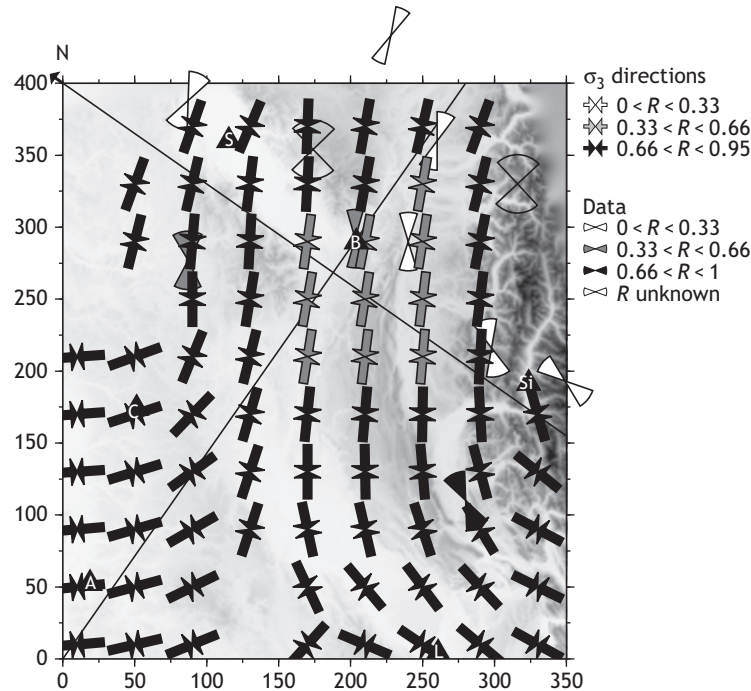 N
400
350
300
250
200
150
100
50
0
0
50
100
150
200
250
300
350
S
B
Si
C
A
L
σ3 directions
0 < R < 0.33
0.33 < R < 0.66
0.66 < R < 0.95
Data
0 < R < 0.33
0.33 < R < 0.66
0.66 < R < 1
R unknown